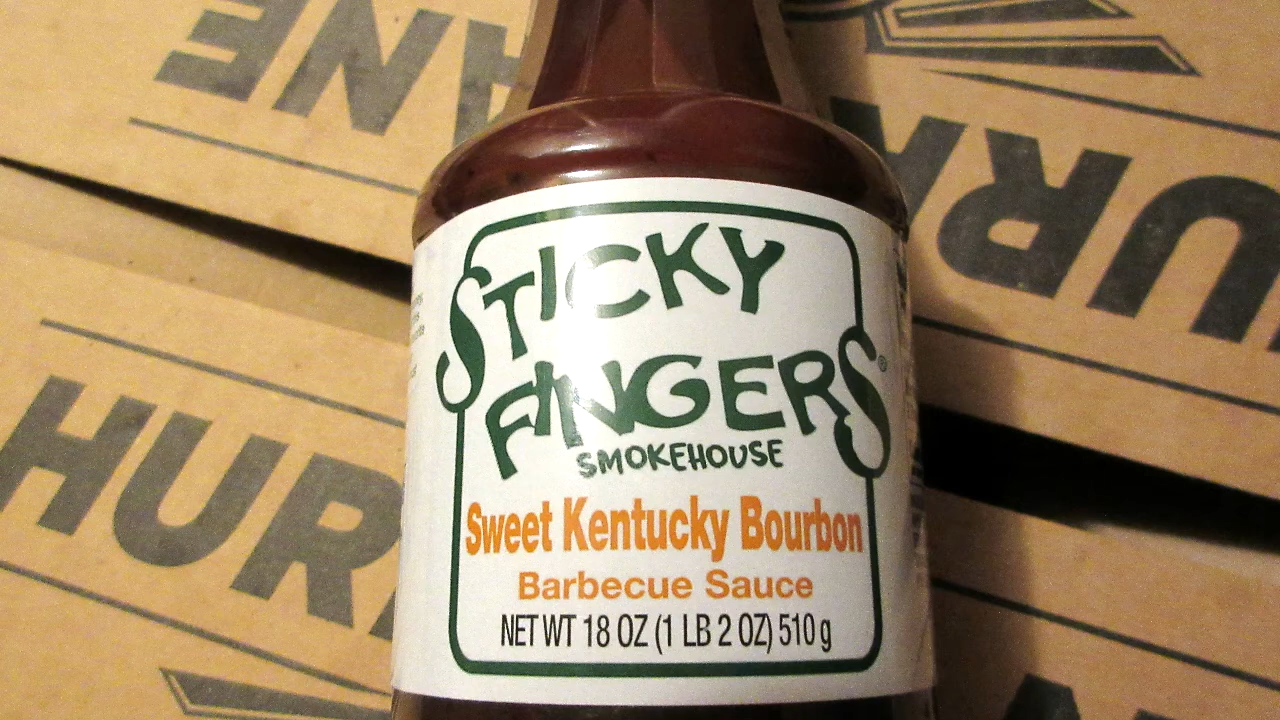 STICKY
FINGERS®
SMOKEHOUSE
Sweet Kentucky Bourbon
Barbecue Sauce
NET WT 18 OZ (1 LB 2 OZ) 510 g